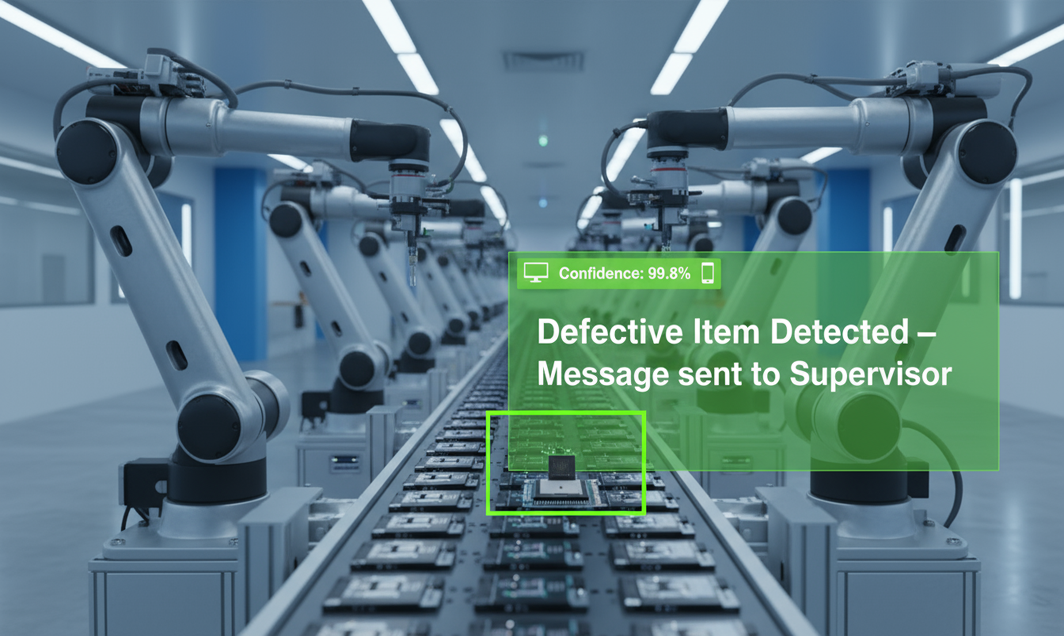 Confidence: 99.8%
Defective Item Detected –
Message sent to Supervisor